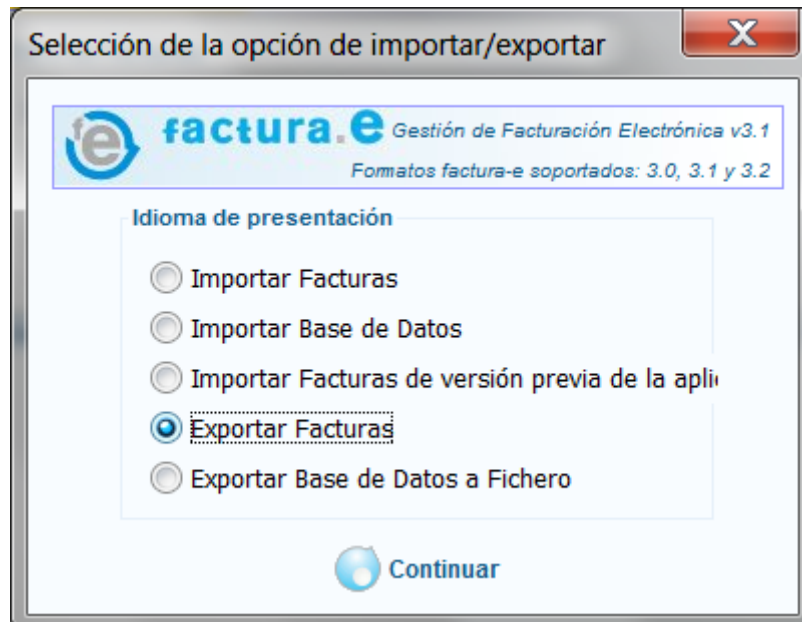 Selección de la opción de importar/exportar
fe factura.e Gestión de Facturación Electrónica v3.1
Formatos factura-e soportados: 3.0, 3.1 y 3.2
Idioma de presentación
Importar Facturas
Importar Base de Datos
Importar Facturas de versión previa de la apli
Exportar Facturas
Exportar Base de Datos a Fichero
Continuar